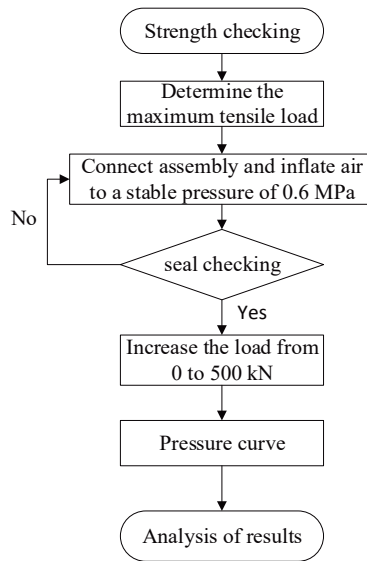 Strength checking
Determine the
maximum tensile load
Connect assembly and inflate air
to a stable pressure of 0.6 MPa
No
seal checking
Yes
Increase the load from
0 to 500 kN
Pressure curve
Analysis of results